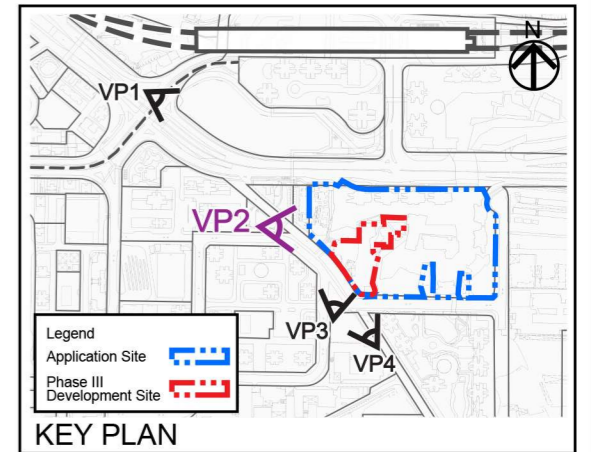 N
VP1
VP2
VP3
VP4
Legend
Application Site
Phase III
Development Site
KEY PLAN